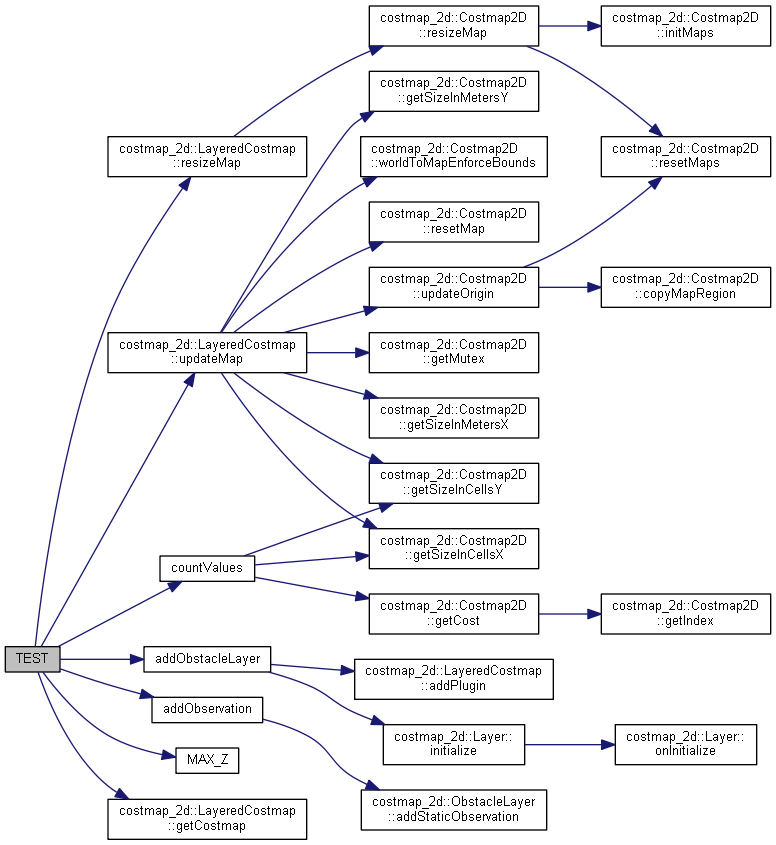 costmap_2d::Costmap2D
::resizeMap
costmap_2d::Costmap2D
::initMaps
costmap_2d::Costmap2D
::getSizeInMetersY
costmap_2d::LayeredCostmap
::resizeMap
costmap_2d::Costmap2D
::worldToMapEnforceBounds
costmap_2d::Costmap2D
::resetMaps
costmap_2d::Costmap2D
::resetMap
costmap_2d::Costmap2D
::updateOrigin
costmap_2d::Costmap2D
::copyMapRegion
costmap_2d::LayeredCostmap
::updateMap
costmap_2d::Costmap2D
::getMutex
costmap_2d::Costmap2D
::getSizeInMetersX
costmap_2d::Costmap2D
::getSizeInCellsY
countValues
costmap_2d::Costmap2D
::getSizeInCellsX
costmap_2d::Costmap2D
::getCost
costmap_2d::Costmap2D
::getIndex
TEST
addObstacleLayer
costmap_2d::LayeredCostmap
::addPlugin
addObservation
costmap_2d::Layer::
initialize
costmap_2d::Layer::
onInitialize
MAX_Z
costmap_2d::LayeredCostmap
::getCostmap
costmap_2d::ObstacleLayer
::addStaticObservation